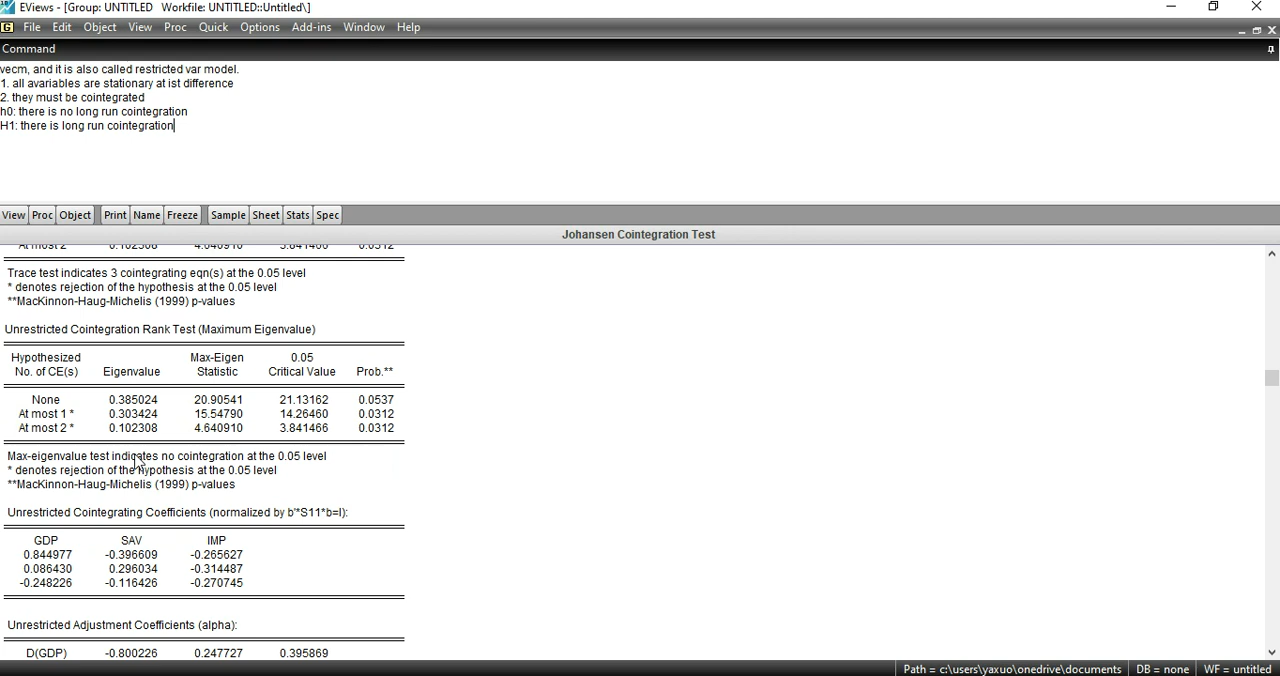 EViews - [Group: UNTITLED   Workfile: UNTITLED::Untitled\]
G File Edit Object View Proc Quick Options Add-ins Window Help
Command
vecm, and it is also called restricted var model.
1. all avariables are stationary at ist difference
2. they must be cointegrated
h0: there is no long run cointegration
H1: there is long run cointegration
View Proc Object Print Name Freeze Sample Sheet Stats Spec
Johansen Cointegration Test
At most 2 * 0.102308 4.640910 3.841466 0.0312
Trace test indicates 3 cointegrating eqn(s) at the 0.05 level
* denotes rejection of the hypothesis at the 0.05 level
**MacKinnon-Haug-Michelis (1999) p-values
Unrestricted Cointegration Rank Test (Maximum Eigenvalue)
Hypothesized Max-Eigen 0.05
No. of CE(s) Eigenvalue Statistic Critical Value Prob.**
None 0.385024 20.90541 21.13162 0.0537
At most 1 * 0.303424 15.54790 14.26460 0.0312
At most 2 * 0.102308 4.640910 3.841466 0.0312
Max-eigenvalue test indicates no cointegration at the 0.05 level
* denotes rejection of the hypothesis at the 0.05 level
**MacKinnon-Haug-Michelis (1999) p-values
Unrestricted Cointegrating Coefficients (normalized by b'*S11*b=I):
GDP SAV IMP
0.844977 -0.396609 -0.265627
0.086430 0.296034 -0.314487
-0.248226 -0.116426 -0.270745
Unrestricted Adjustment Coefficients (alpha):
D(GDP) -0.800226 0.247727 0.395869
Path = c:\users\yaxuo\onedrive\documents DB = none WF = untitled